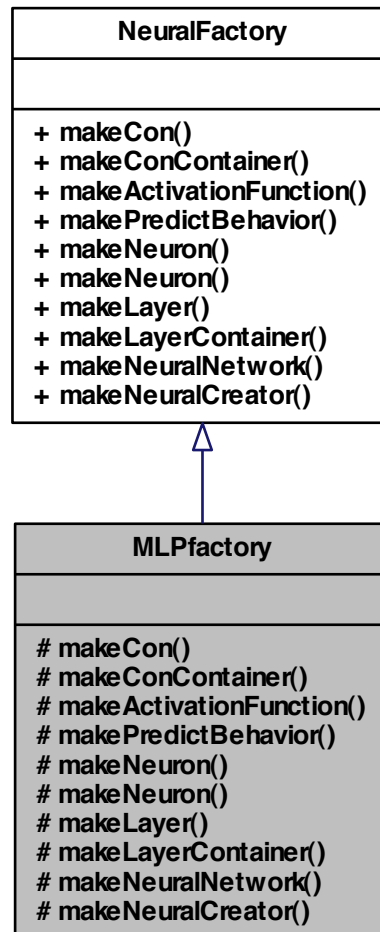 NeuralFactory
+ makeCon()
+ makeConContainer()
+ makeActivationFunction()
+ makePredictBehavior()
+ makeNeuron()
+ makeNeuron()
+ makeLayer()
+ makeLayerContainer()
+ makeNeuralNetwork()
+ makeNeuralCreator()
MLPfactory
# makeCon()
# makeConContainer()
# makeActivationFunction()
# makePredictBehavior()
# makeNeuron()
# makeNeuron()
# makeLayer()
# makeLayerContainer()
# makeNeuralNetwork()
# makeNeuralCreator()